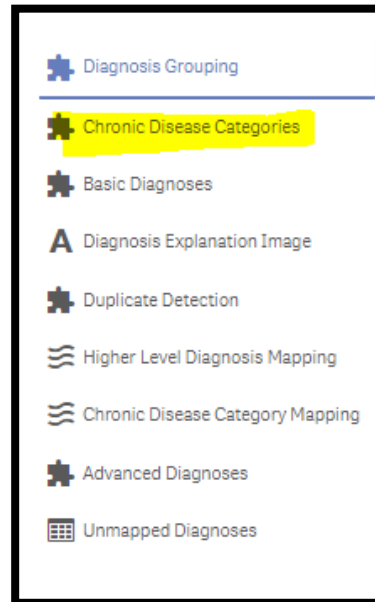 Diagnosis Grouping
Chronic Disease Categories
Basic Diagnoses
Diagnosis Explanation Image
Duplicate Detection
Higher Level Diagnosis Mapping
Chronic Disease Category Mapping
Advanced Diagnoses
Unmapped Diagnoses